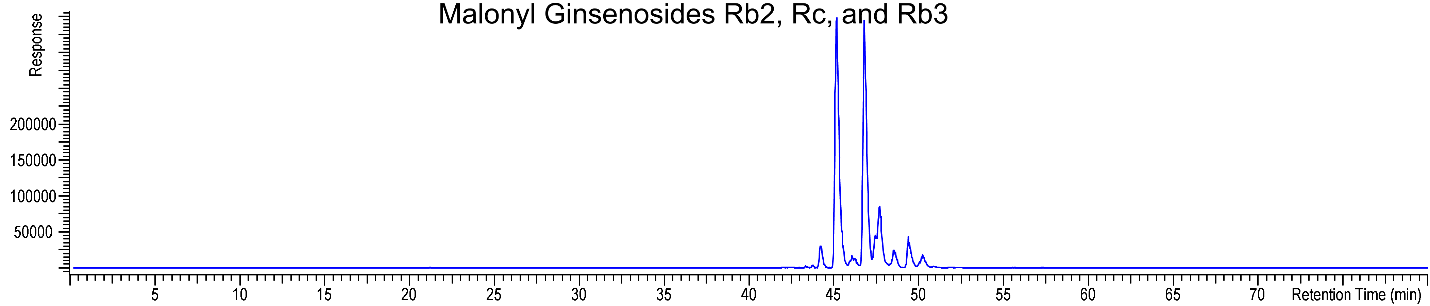 Malonyl Ginsenosides Rb2, Rc, and Rb3
Response
200000
150000
100000
50000
5 10 15 20 25 30 35 40 45 50 55 60 65 70 Retention Time (min)